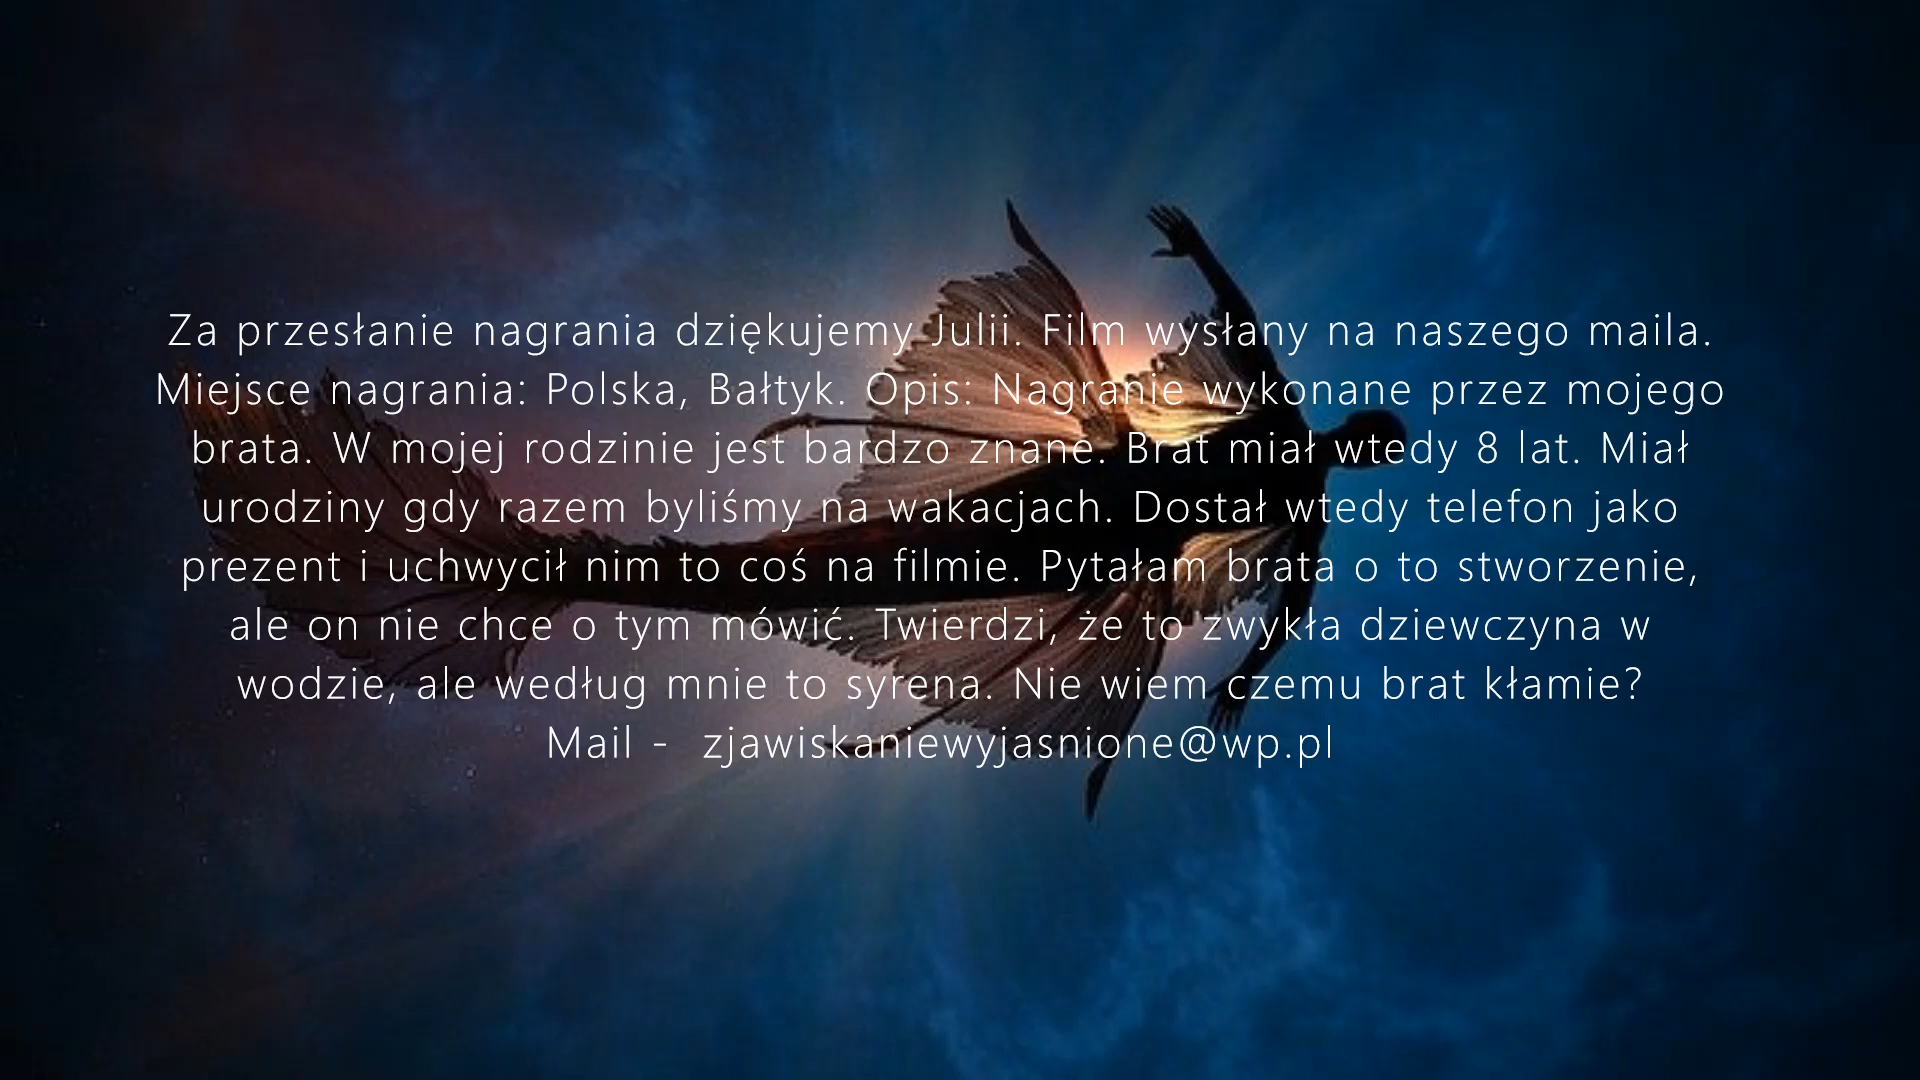 Za przesłanie nagrania dziękujemy Julii. Film wysłany na naszego maila.
Miejsce nagrania: Polska, Bałtyk. Opis: Nagranie wykonane przez mojego
brata. W mojej rodzinie jest bardzo znane. Brat miał wtedy 8 lat. Miał
urodziny gdy razem byliśmy na wakacjach. Dostał wtedy telefon jako
prezent i uchwycił nim to coś na filmie. Pytałam brata o to stworzenie,
ale on nie chce o tym mówić. Twierdzi, że to zwykła dziewczyna w
wodzie, ale według mnie to syrena. Nie wiem czemu brat kłamie?
Mail -  zjawiskaniewyjasnione@wp.pl